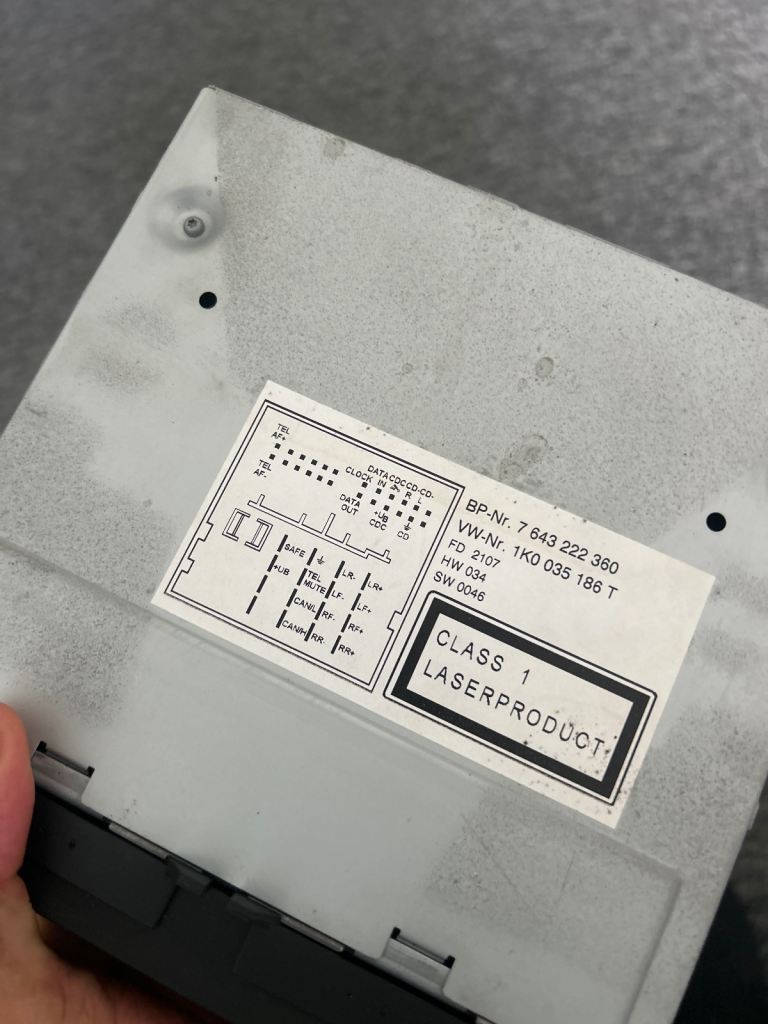 TEL
AF+
TEL
AF-
DATA CDC CD- CD-
CLOCK IN R L
DATA
OUT
+UB
CDC
CD
SAFE
+UB
TEL
MUTE
LR- LR+
LF- LF+
CAN/L RF- RF+
CAN/H RR- RR+
BP-Nr. 7 643 222 360
VW-Nr. 1K0 035 186 T
FD 2107
HW 034
SW 0046
CLASS 1
LASERPRODUCT